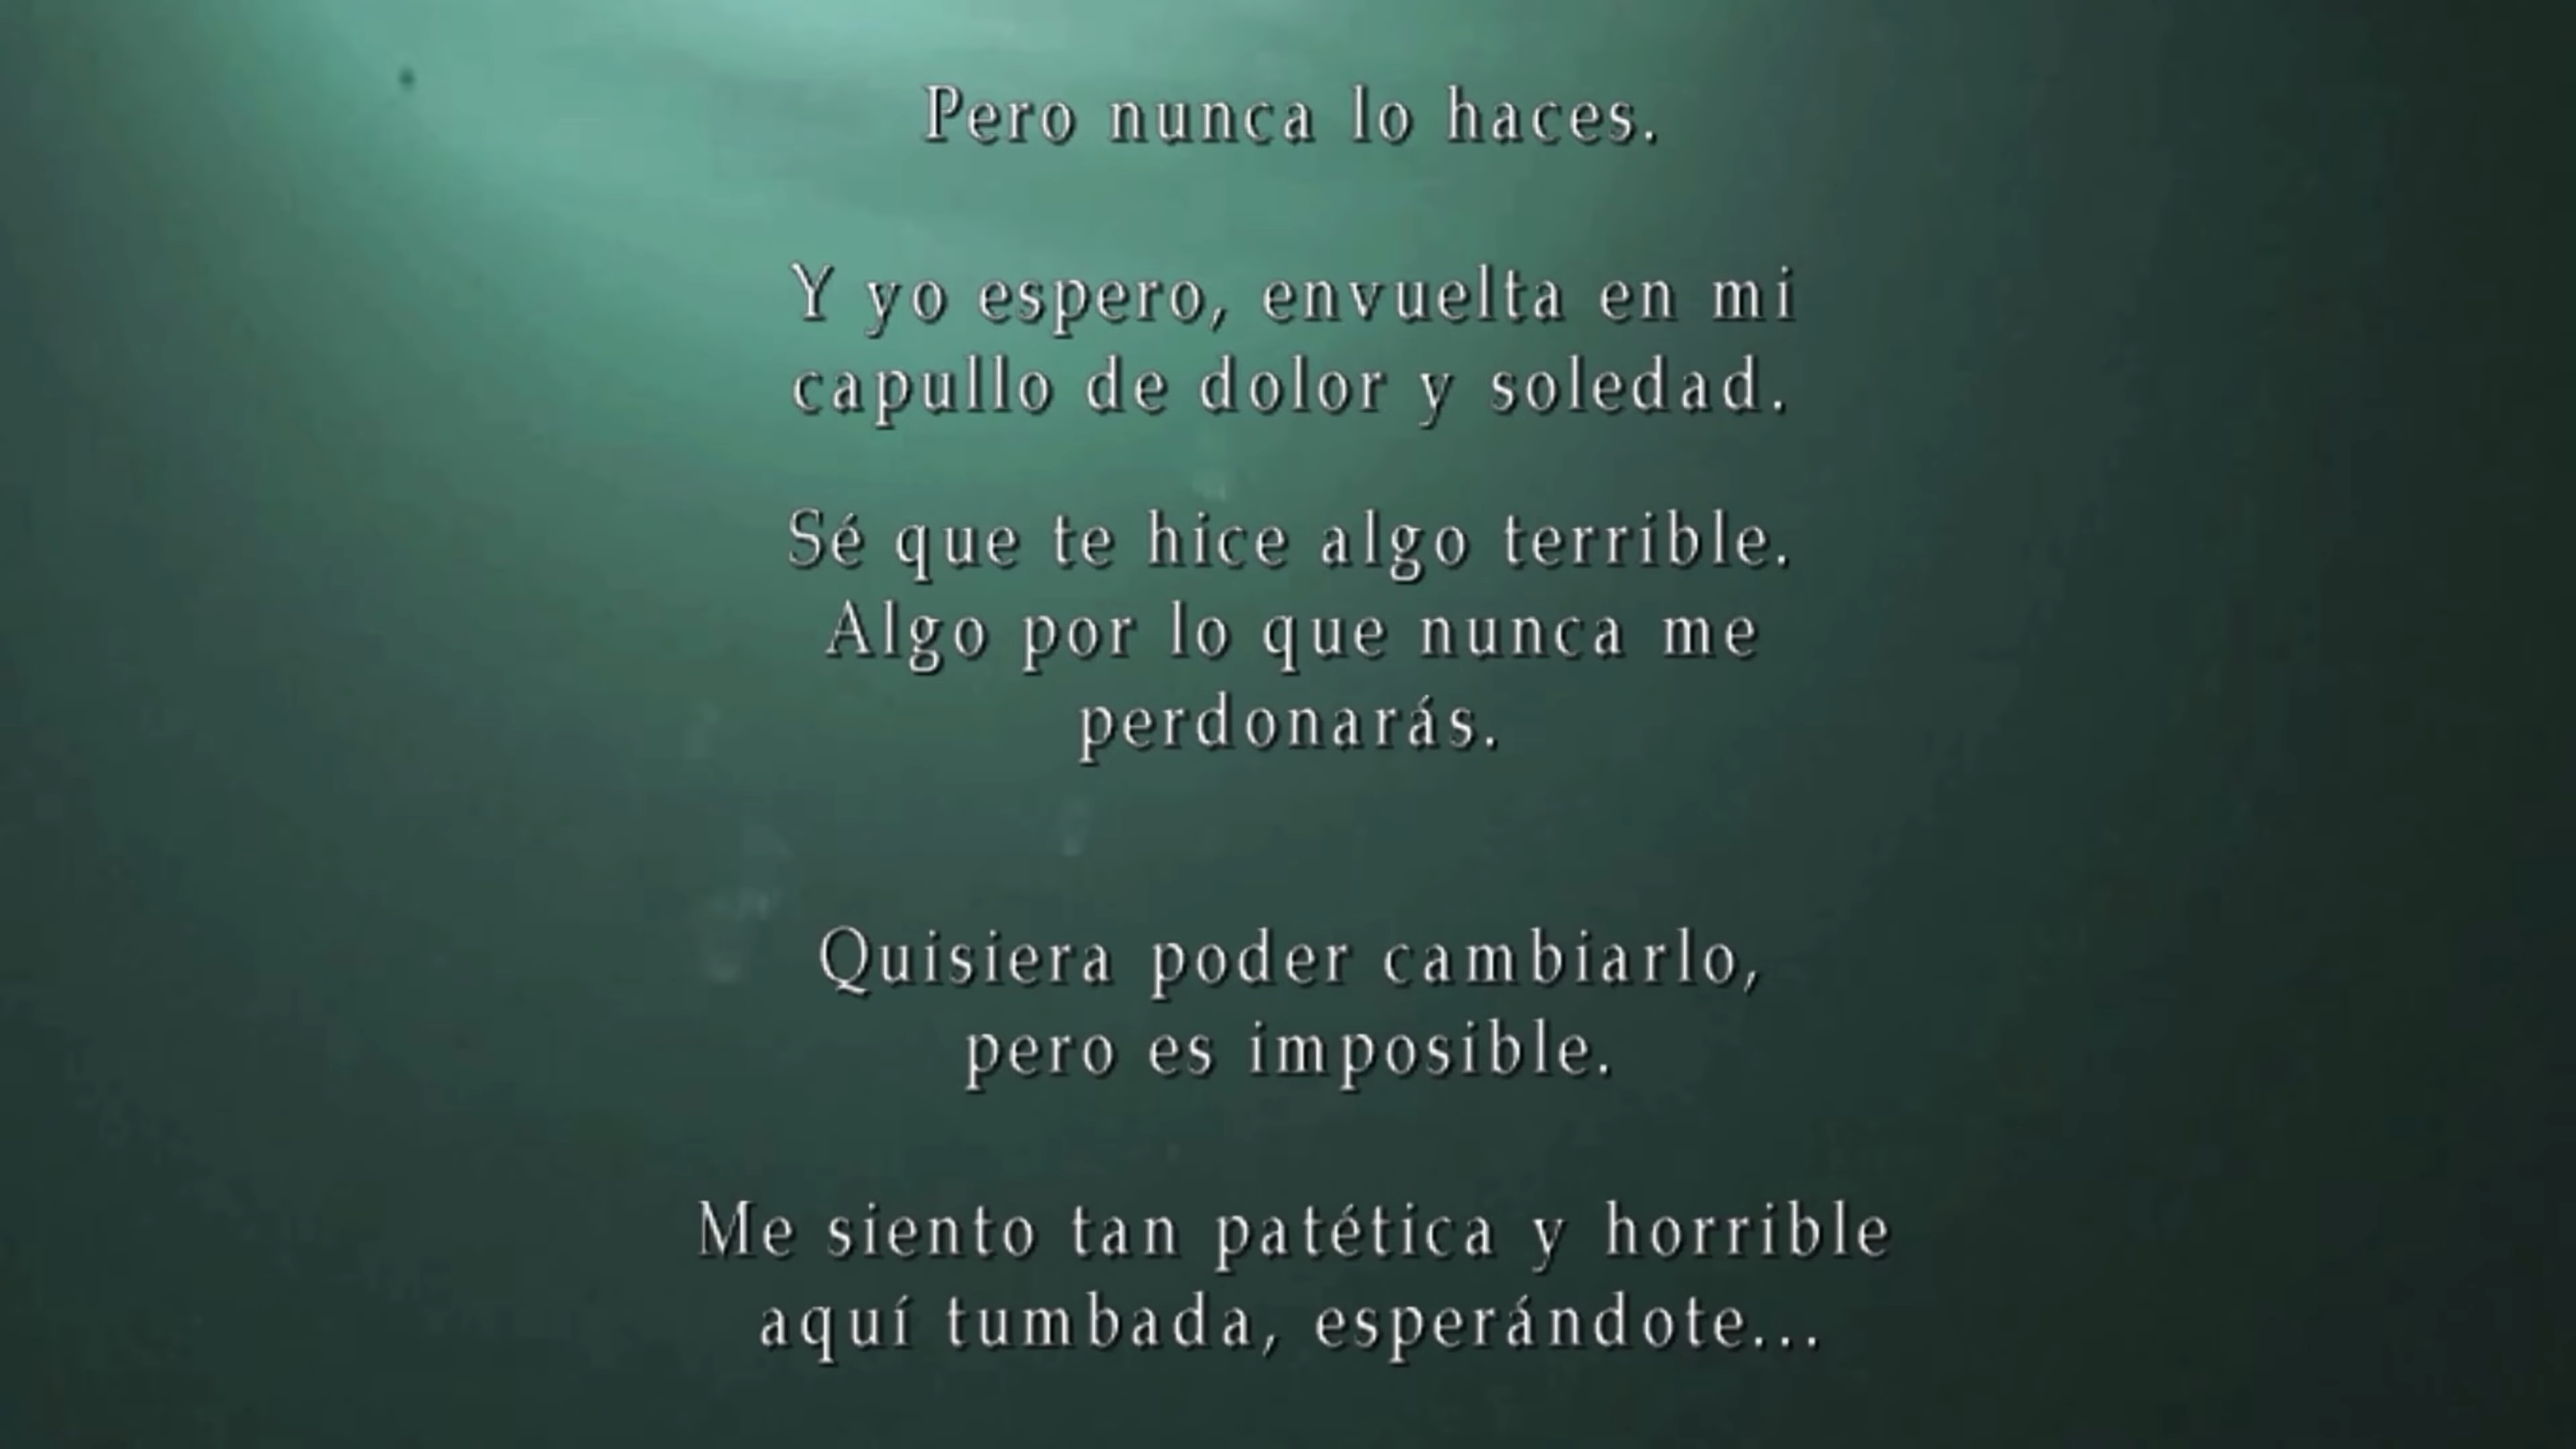 Pero nunca lo haces.
Y yo espero, envuelta en mi
capullo de dolor y soledad.
Sé que te hice algo terrible.
Algo por lo que nunca me
perdonarás.
Quisiera poder cambiarlo,
pero es imposible.
Me siento tan patética y horrible
aquí tumbada, esperándote...